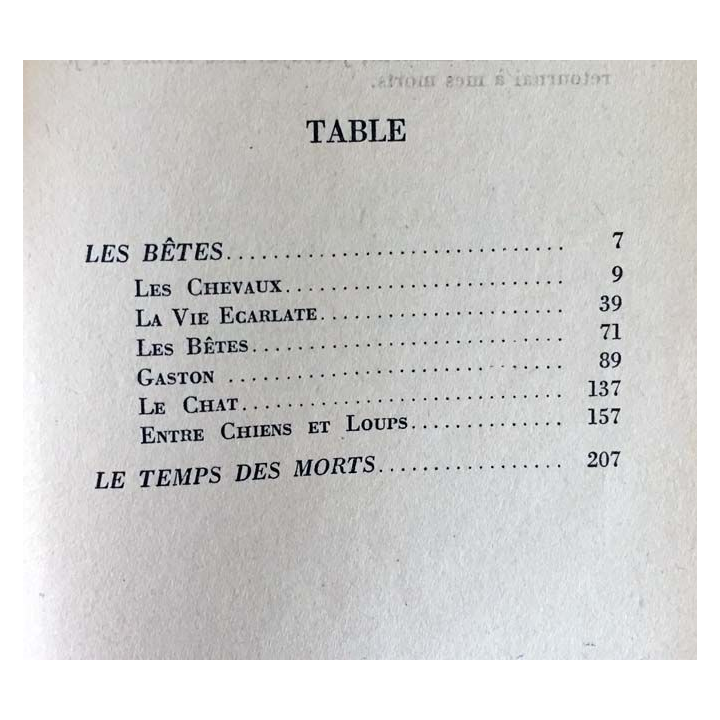 retournai à mes morts.
TABLE
LES BÊTES 7
LES CHEVAUX 9
LA VIE ECARLATE 39
LES BÊTES 71
GASTON 89
LE CHAT 137
ENTRE CHIENS ET LOUPS 157
LE TEMPS DES MORTS 207